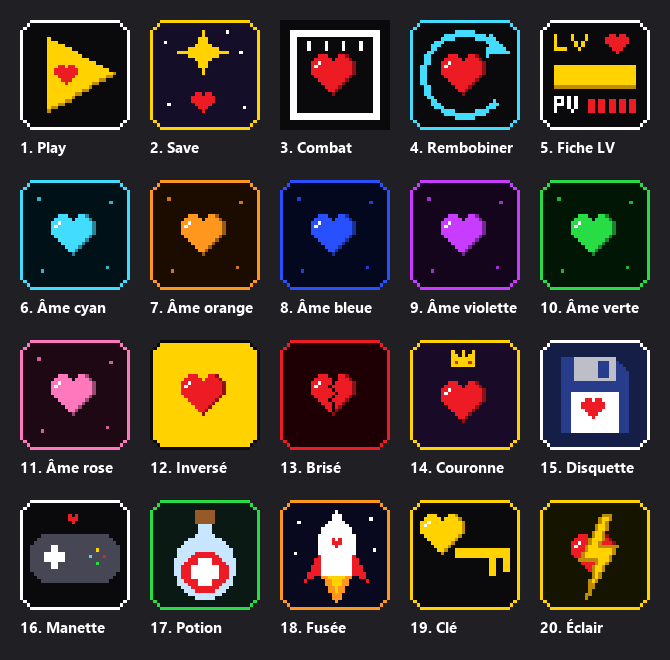 LV
PV
1. Play
2. Save
3. Combat
4. Rembobiner
5. Fiche LV
6. Âme cyan
7. Âme orange
8. Âme bleue
9. Âme violette
10. Âme verte
11. Âme rose
12. Inversé
13. Brisé
14. Couronne
15. Disquette
16. Manette
17. Potion
18. Fusée
19. Clé
20. Éclair